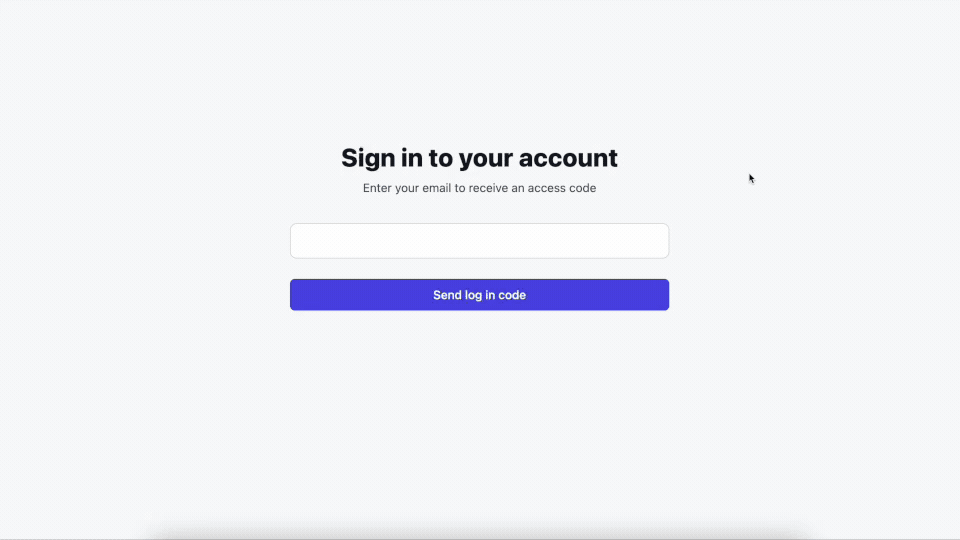 Sign in to your account
Enter your email to receive an access code
Send log in code